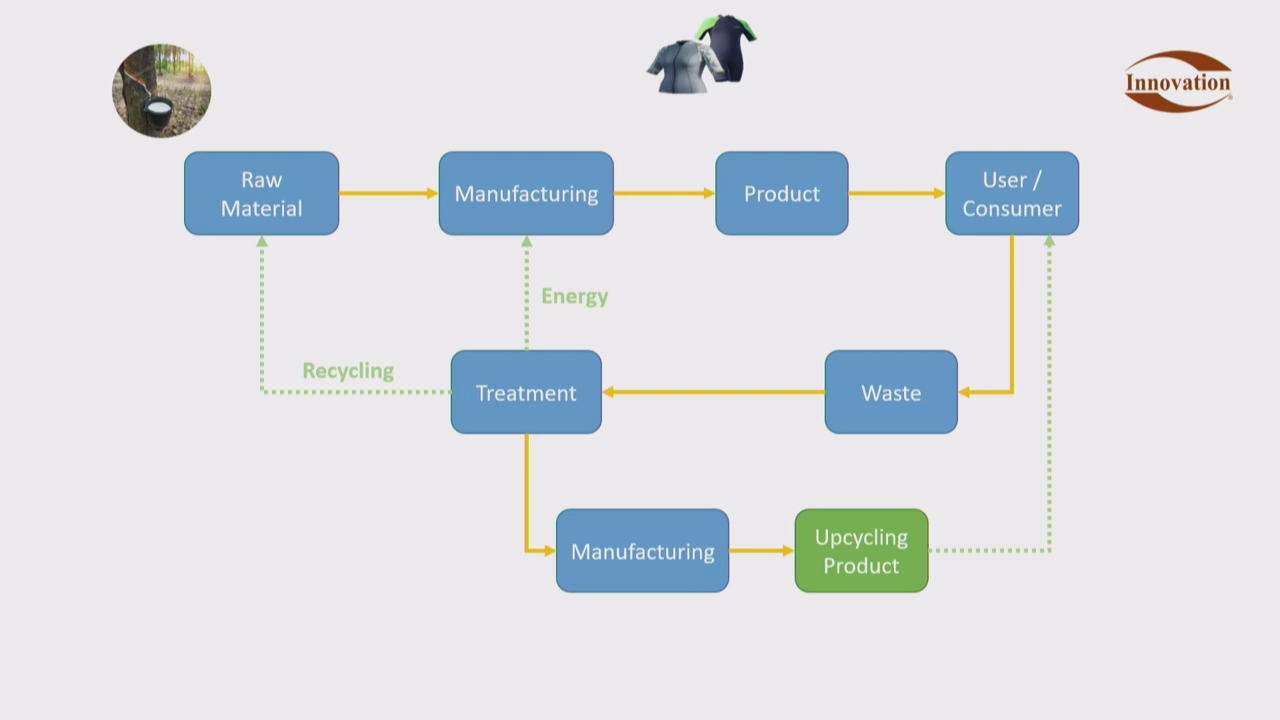 Innovation
Raw
Material
Manufacturing
Product
User /
Consumer
Energy
Recycling
Treatment
Waste
Manufacturing
Upcycling
Product